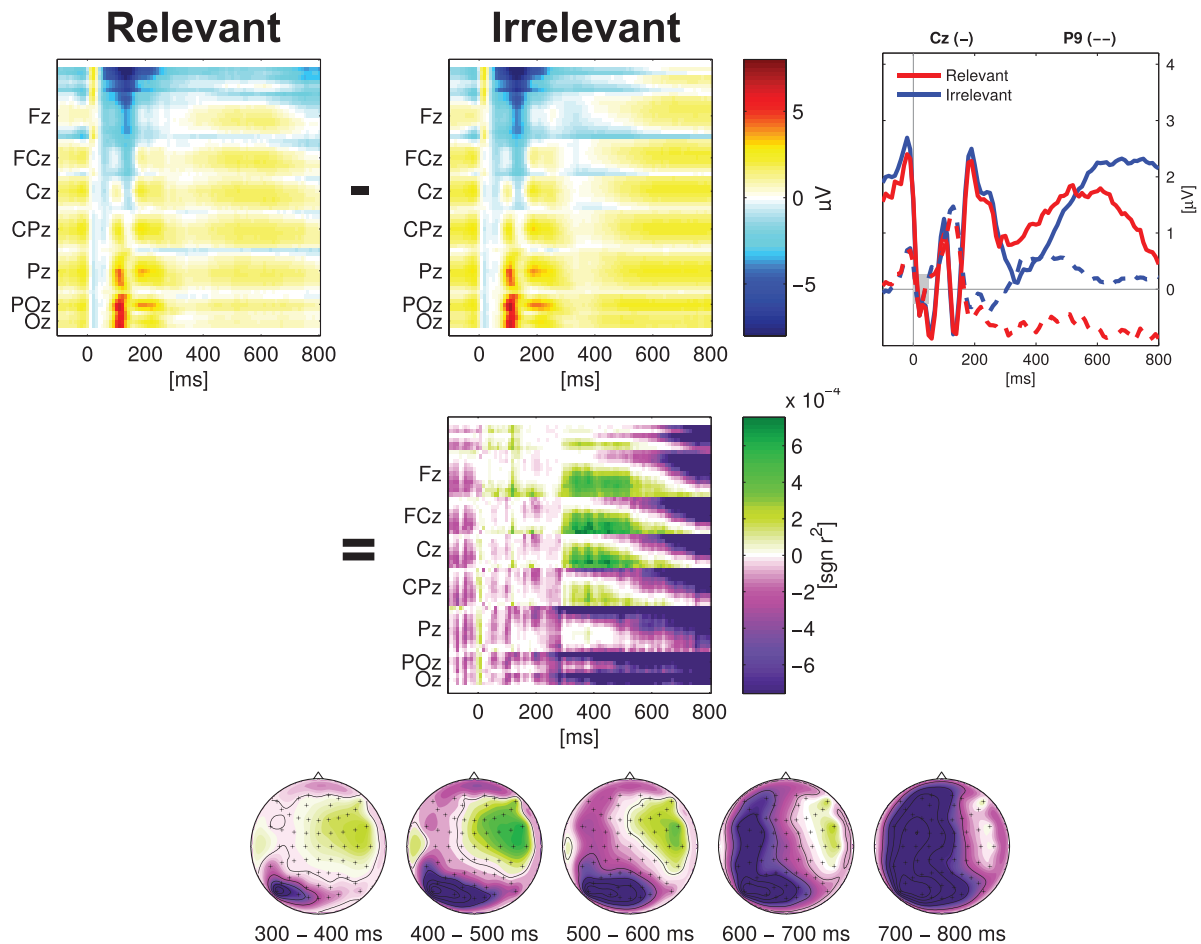 Relevant
Irrelevant
Cz (-)
P9 (--)
Fz
FCz
Cz
CPz
Pz
POz
Oz
0 200 400 600 800
[ms]
-
Fz
FCz
Cz
CPz
Pz
POz
Oz
0 200 400 600 800
[ms]
5
0
−5
μV
Relevant
Irrelevant
4
3
2
1
0
-1
[μV]
0 200 400 600 800
[ms]
=
Fz
FCz
Cz
CPz
Pz
POz
Oz
0 200 400 600 800
[ms]
x 10⁻⁴
6
4
2
0
−2
−4
−6
[sgn r²]
300 − 400 ms
400 − 500 ms
500 − 600 ms
600 − 700 ms
700 − 800 ms